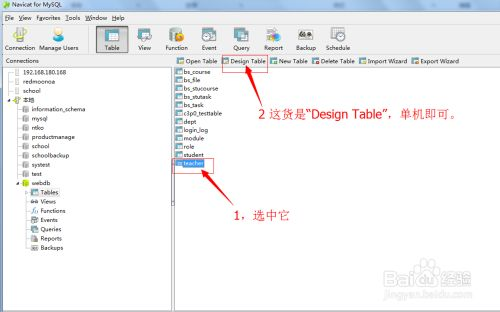 Navicat for MySQL
File View Favorites Tools Window Help
Connection Manage Users Table View Function Event Query Report Backup Schedule
Connections
Open Table Design Table New Table Delete Table Import Wizard Export Wizard
192.168.180.168
redmoonoa
school
本地
information_schema
mysql
ntko
productmanage
school
schoolbackup
systest
test
webdb
Tables
Views
Functions
Events
Queries
Reports
Backups
bs_course
bs_file
bs_stucourse
bs_stutask
bs_task
c3p0_testtable
dept
login_log
module
role
student
teacher
2 这货是“Design Table”，单机即可。
1，选中它
Baidu 经验
jingyan.baidu.com